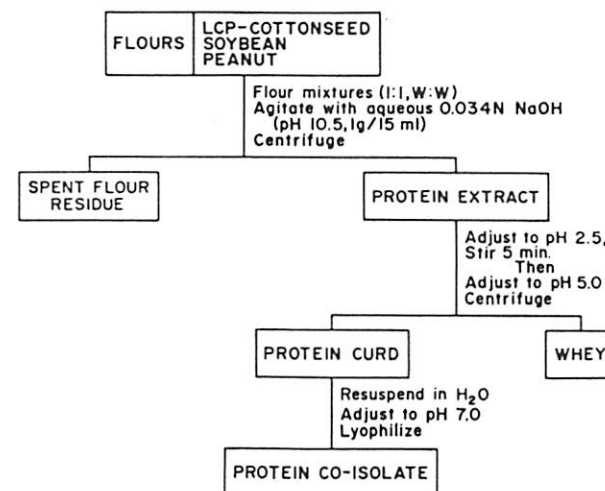 FLOURS
LCP-COTTONSEED
SOYBEAN
PEANUT
Flour mixtures (1:1, W:W)
Agitate with aqueous 0.034N NaOH
(pH 10.5, 1g/15 ml)
Centrifuge
SPENT FLOUR
RESIDUE
PROTEIN EXTRACT
Adjust to pH 2.5,
Stir 5 min.
Then
Adjust to pH 5.0
Centrifuge
PROTEIN CURD
WHEY
Resuspend in H₂O
Adjust to pH 7.0
Lyophilize
PROTEIN CO-ISOLATE